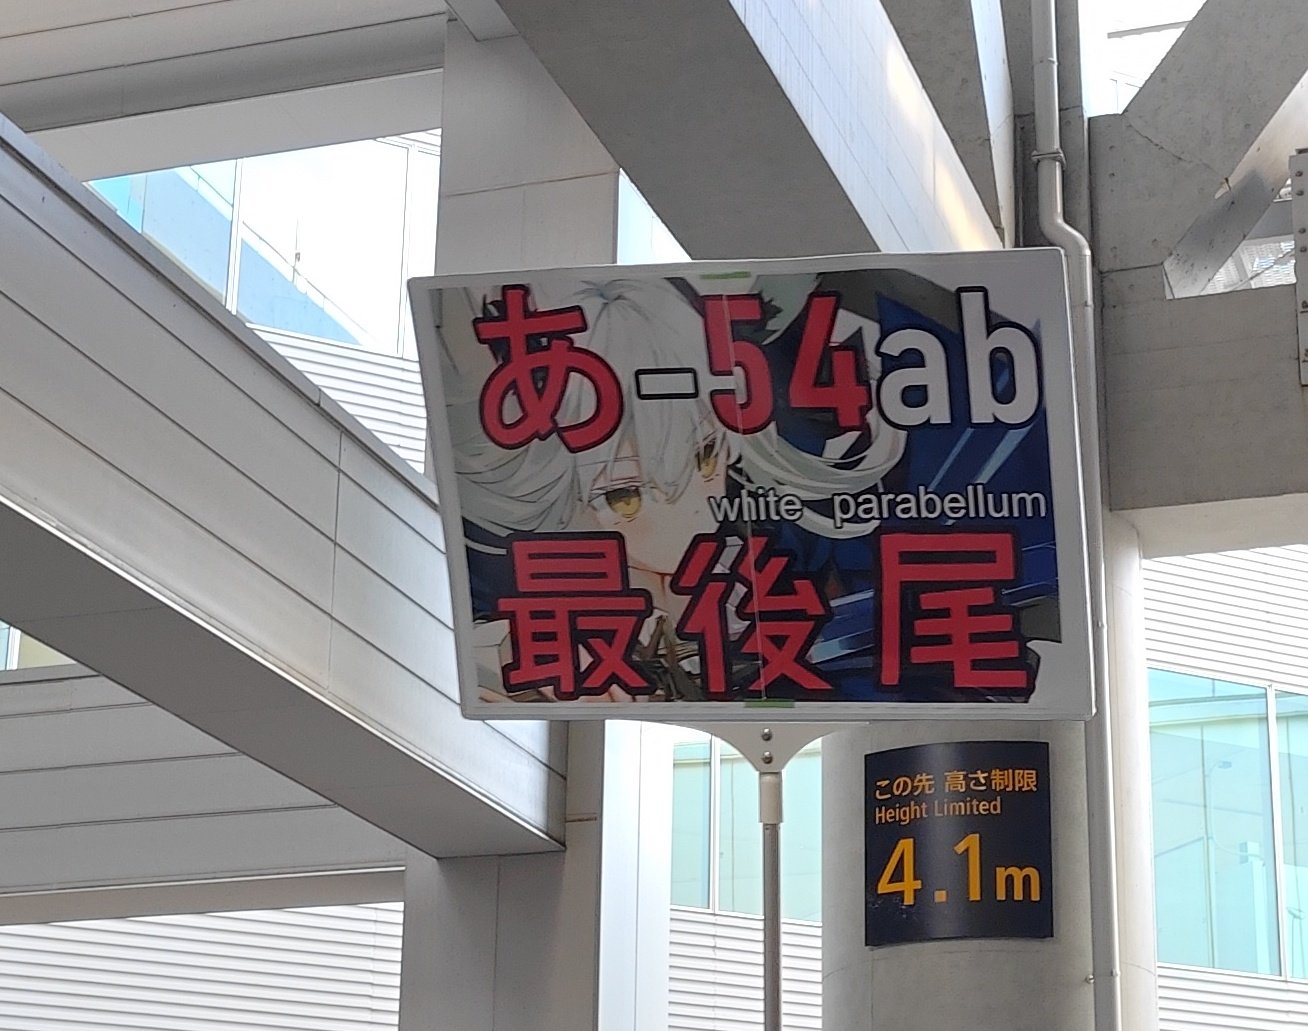 あ-54ab
white parabellum
最後尾
この先 高さ制限
Height Limited
4.1m